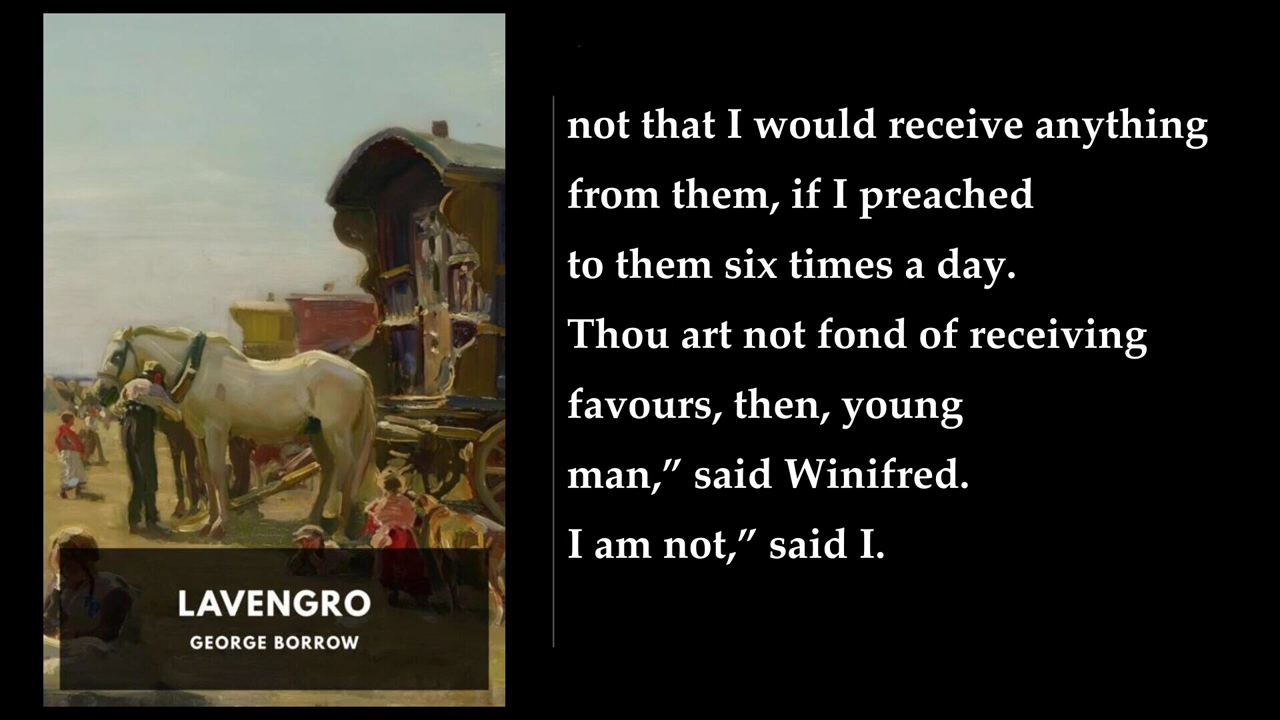 LAVENGRO
GEORGE BORROW
not that I would receive anything
from them, if I preached
to them six times a day.
Thou art not fond of receiving
favours, then, young
man,” said Winifred.
I am not,” said I.